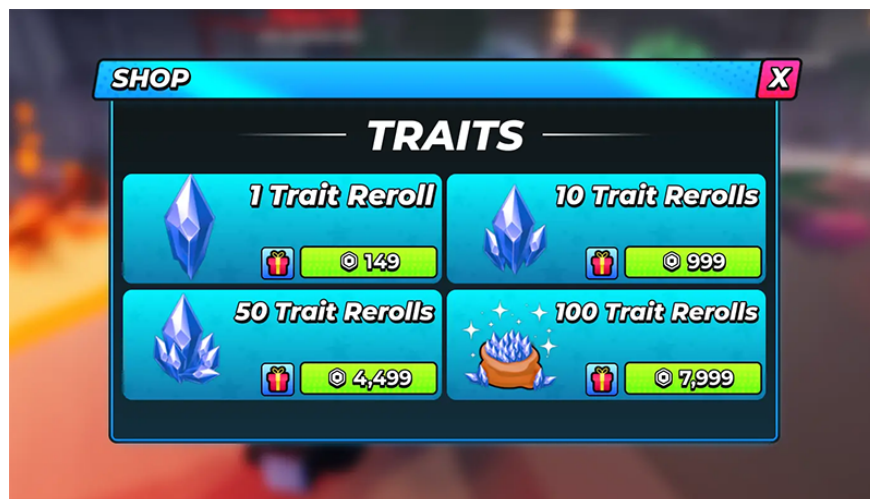 SHOP
X
TRAITS
1 Trait Reroll
149
10 Trait Rerolls
999
50 Trait Rerolls
4,499
100 Trait Rerolls
7,999